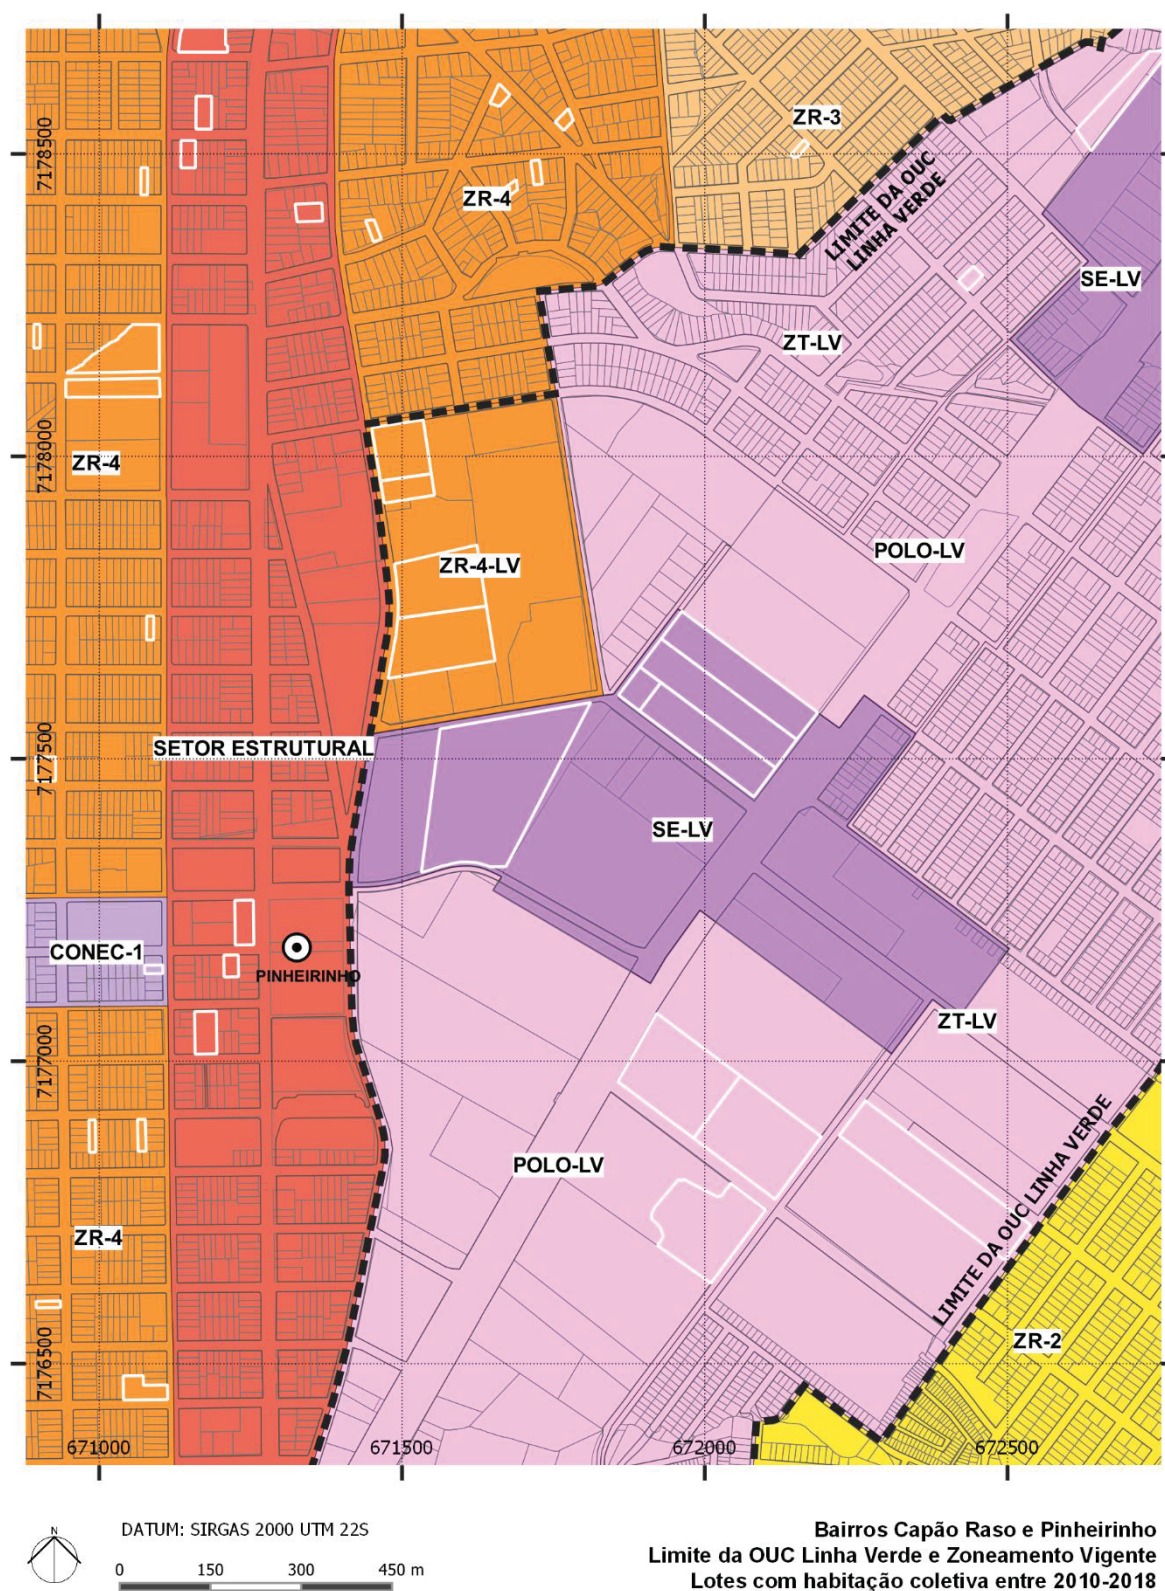 ZR-3
7178500
ZR-4
LIMITE DA OUC
LINHA VERDE
SE-LV
ZT-LV
7178000
ZR-4
POLO-LV
ZR-4-LV
7177500
SETOR ESTRUTURAL
SE-LV
CONEC-1
PINHEIRINHO
ZT-LV
7177000
LIMITE DA OUC LINHA VERDE
POLO-LV
ZR-4
ZR-2
7176500
671000
671500
672000
672500
N
DATUM: SIRGAS 2000 UTM 22S
0 150 300 450 m
Bairros Capão Raso e Pinheirinho
Limite da OUC Linha Verde e Zoneamento Vigente
Lotes com habitação coletiva entre 2010-2018